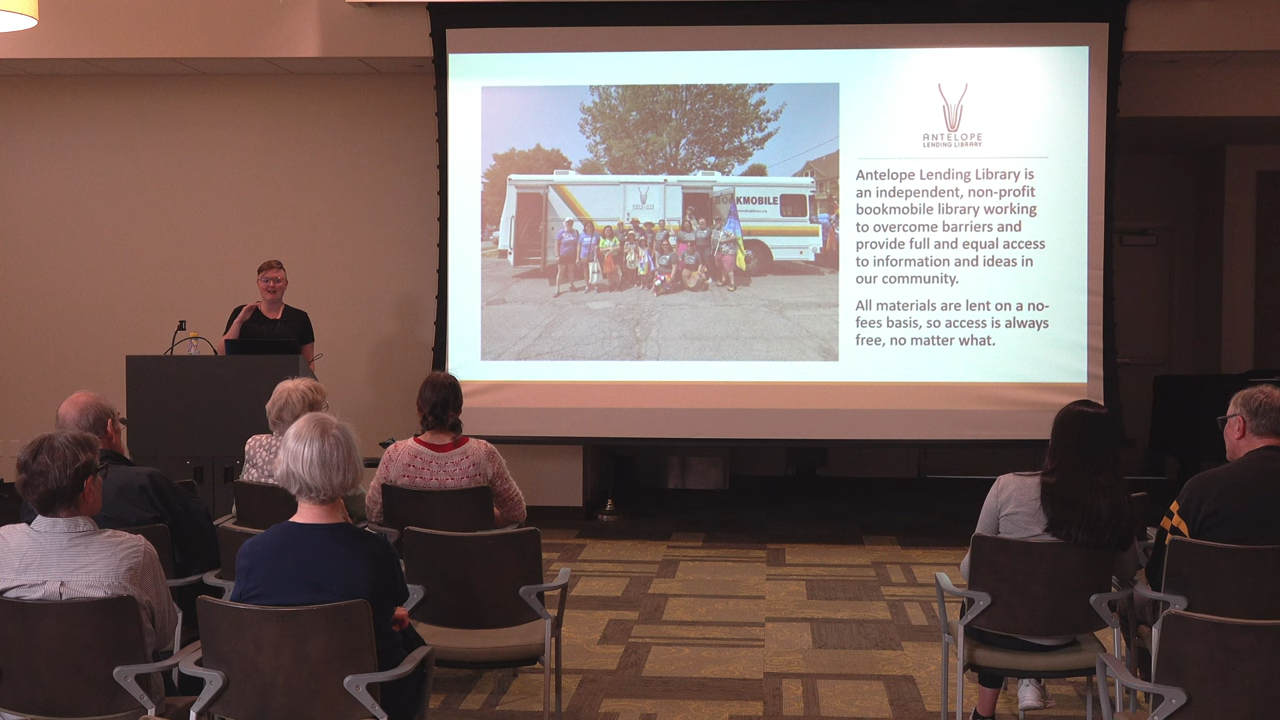 ANTELOPE
LENDING LIBRARY
BOOKMOBILE
Antelope Lending Library is
an independent, non-profit
bookmobile library working
to overcome barriers and
provide full and equal access
to information and ideas in
our community.
All materials are lent on a no-
fees basis, so access is always
free, no matter what.